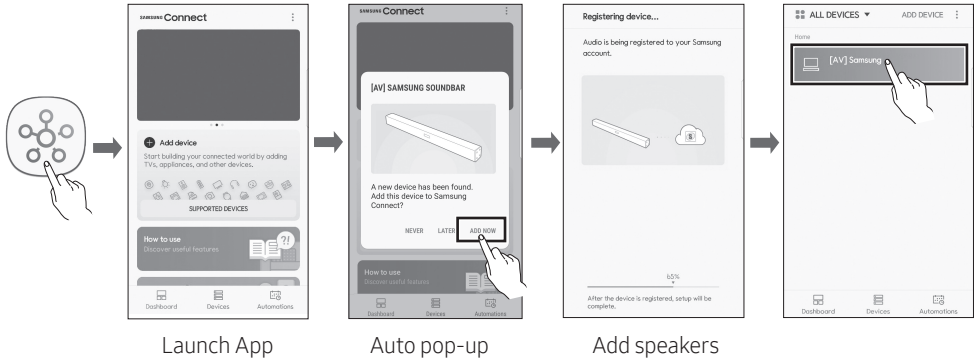 SAMSUNG Connect
Add device
Start building your connected world by adding
TVs, appliances, and other devices.
SUPPORTED DEVICES
How to use
Discover useful features
?!
Dashboard Devices Automations
Launch App
SAMSUNG Connect
[AV] SAMSUNG SOUNDBAR
A new device has been found.
Add this device to Samsung
Connect?
NEVER LATER ADD NOW
How to use
Discover useful features
Dashboard Devices Automations
Auto pop-up
Registering device...
Audio is being registered to your Samsung
account.
65%
After the device is registered, setup will be
complete.
Add speakers
ALL DEVICES ▼ ADD DEVICE
Home
[AV] Samsung
Dashboard Devices Automations